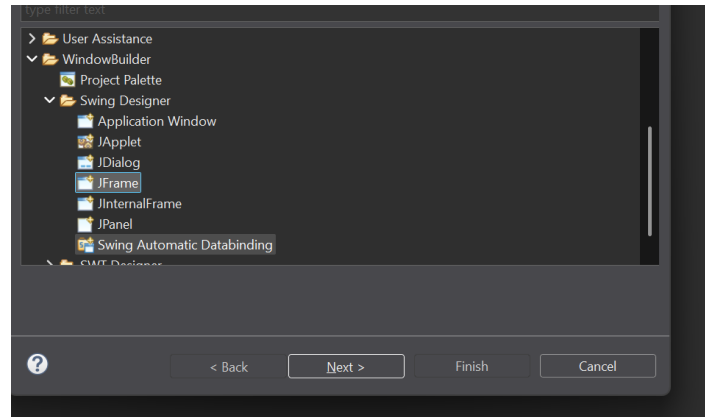 type filter text
User Assistance
WindowBuilder
Project Palette
Swing Designer
Application Window
JApplet
JDialog
JFrame
JInternalFrame
JPanel
Swing Automatic Databinding
SWT Designer
? < Back Next > Finish Cancel